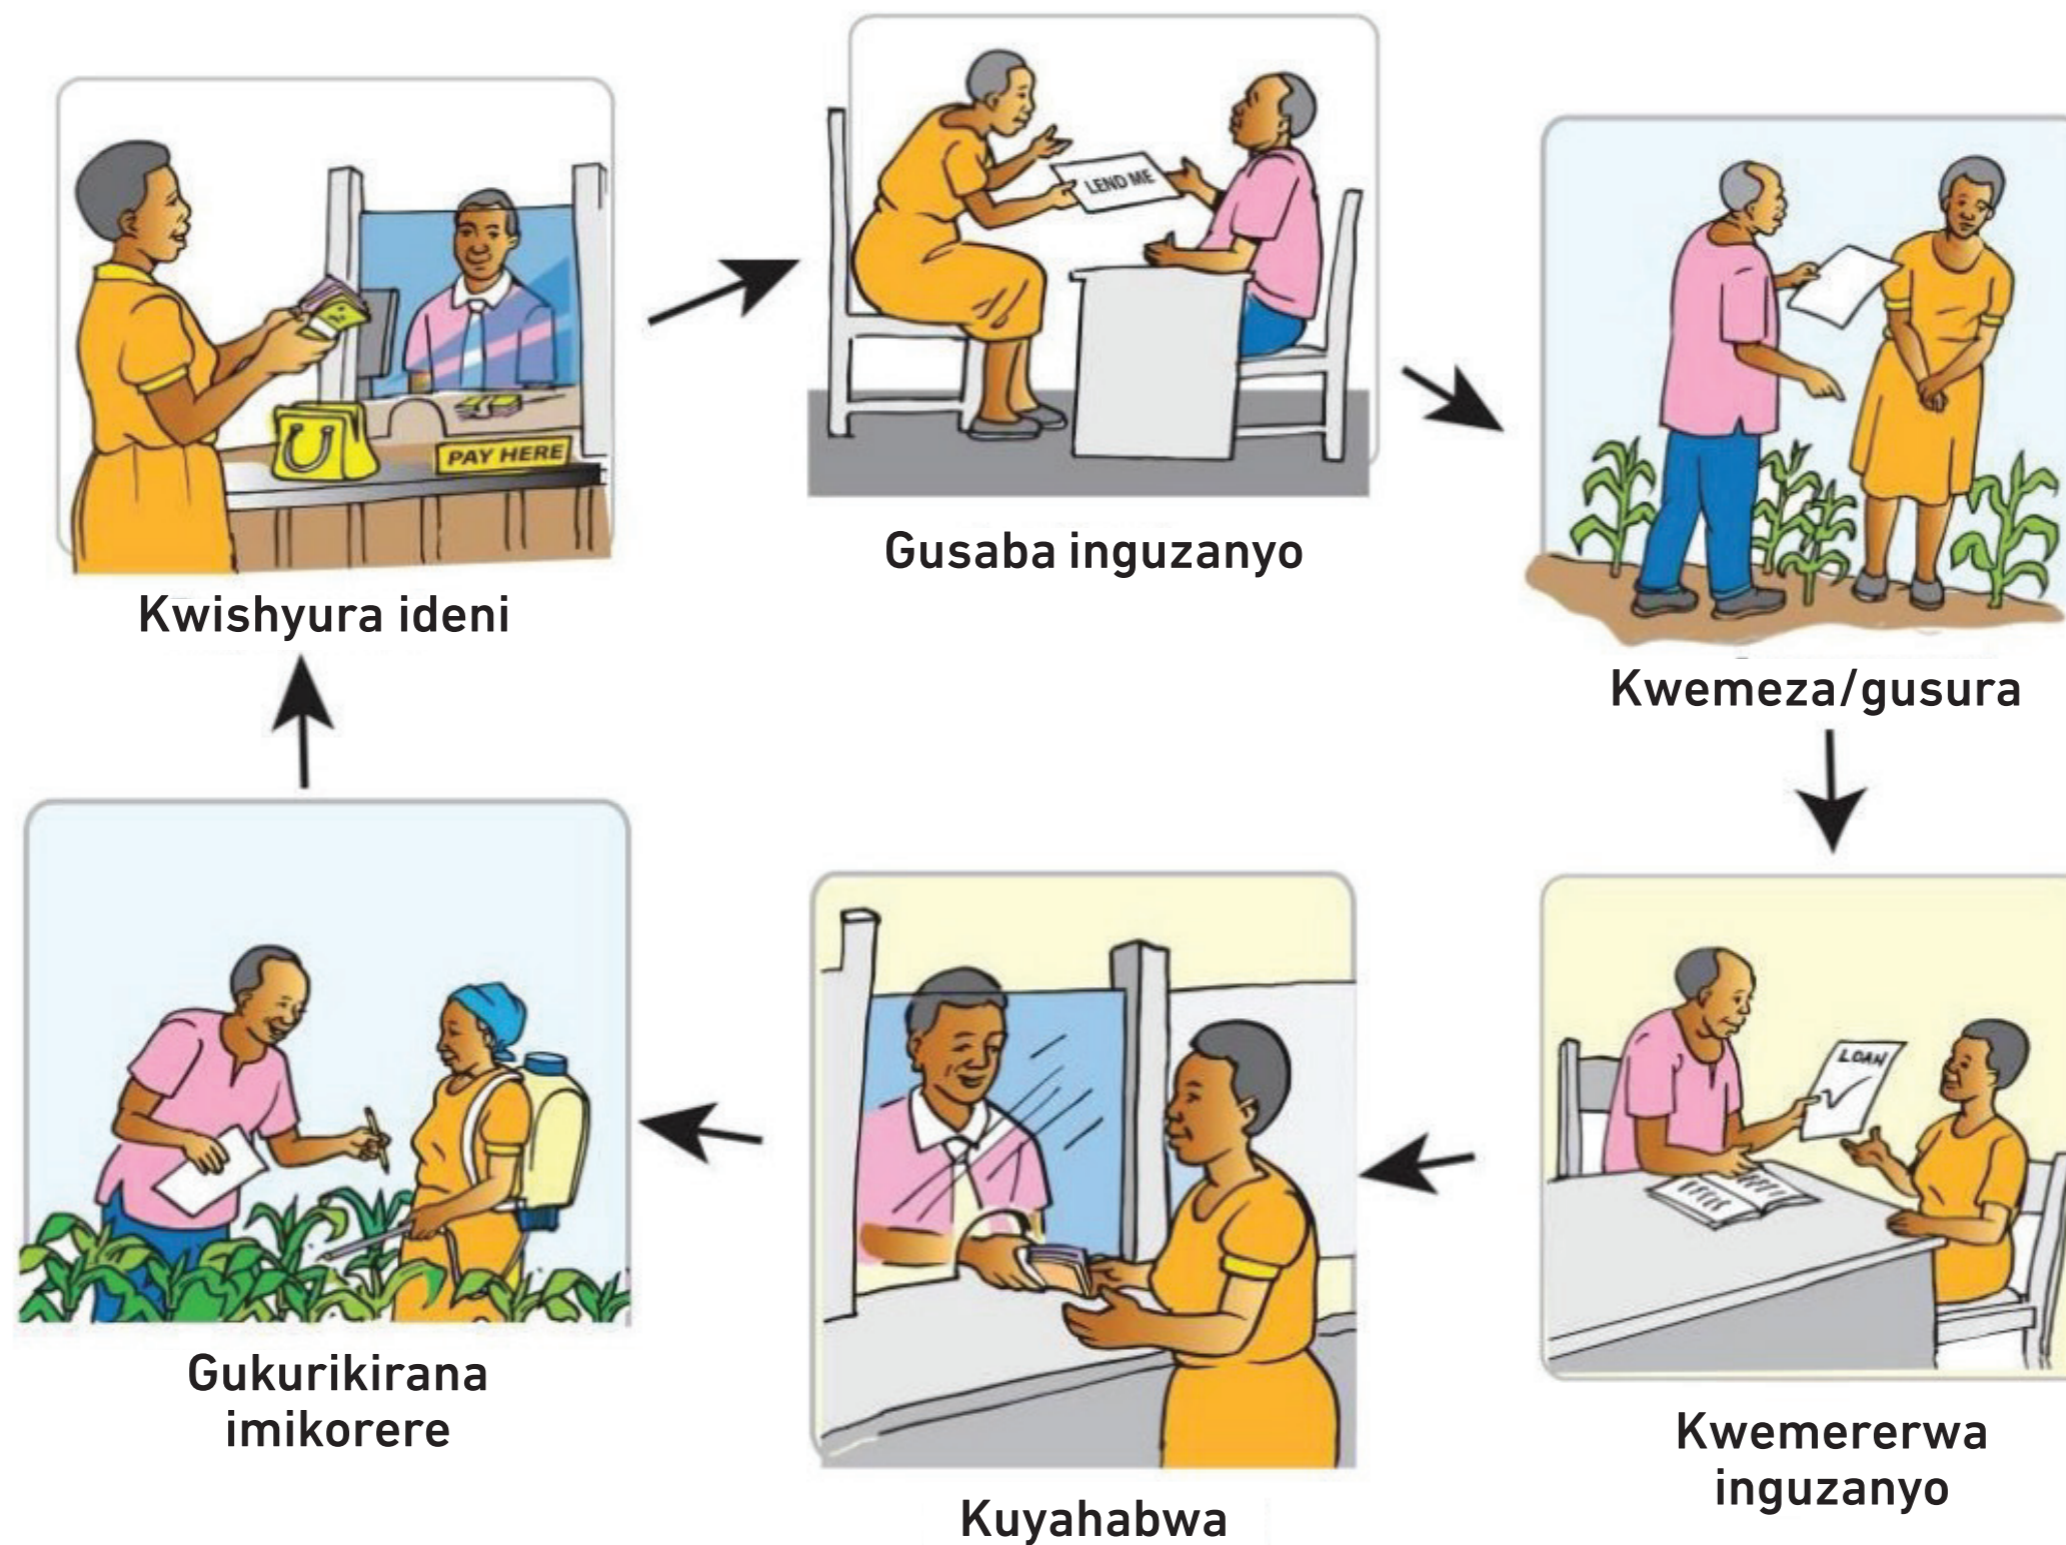 LEND ME
PAY HERE
Gusaba inguzanyo
Kwishyura ideni
Kwemeza/gusura
LOAN
Gukurikirana
imikorere
Kuyahabwa
Kwemererwa
inguzanyo